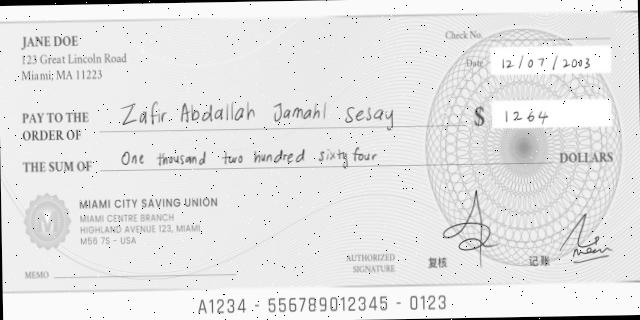 JANE DOE
123 Great Lincoln Road
Miami; MA 11223
Check No.
Date 12/07/2003
PAY TO THE ORDER OF Zafir Abdallah Jamahl Sesay $ 1264
THE SUM OF One thousand two hundred sixty four DOLLARS
MIAMI CITY SAVING UNION
MIAMI CENTRE BRANCH
HIGHLAND AVENUE 123, MIAMI,
M56 7S - USA
MEMO
AUTHORIZED SIGNATURE
复核
记账
A1234 - 556789012345 - 0123